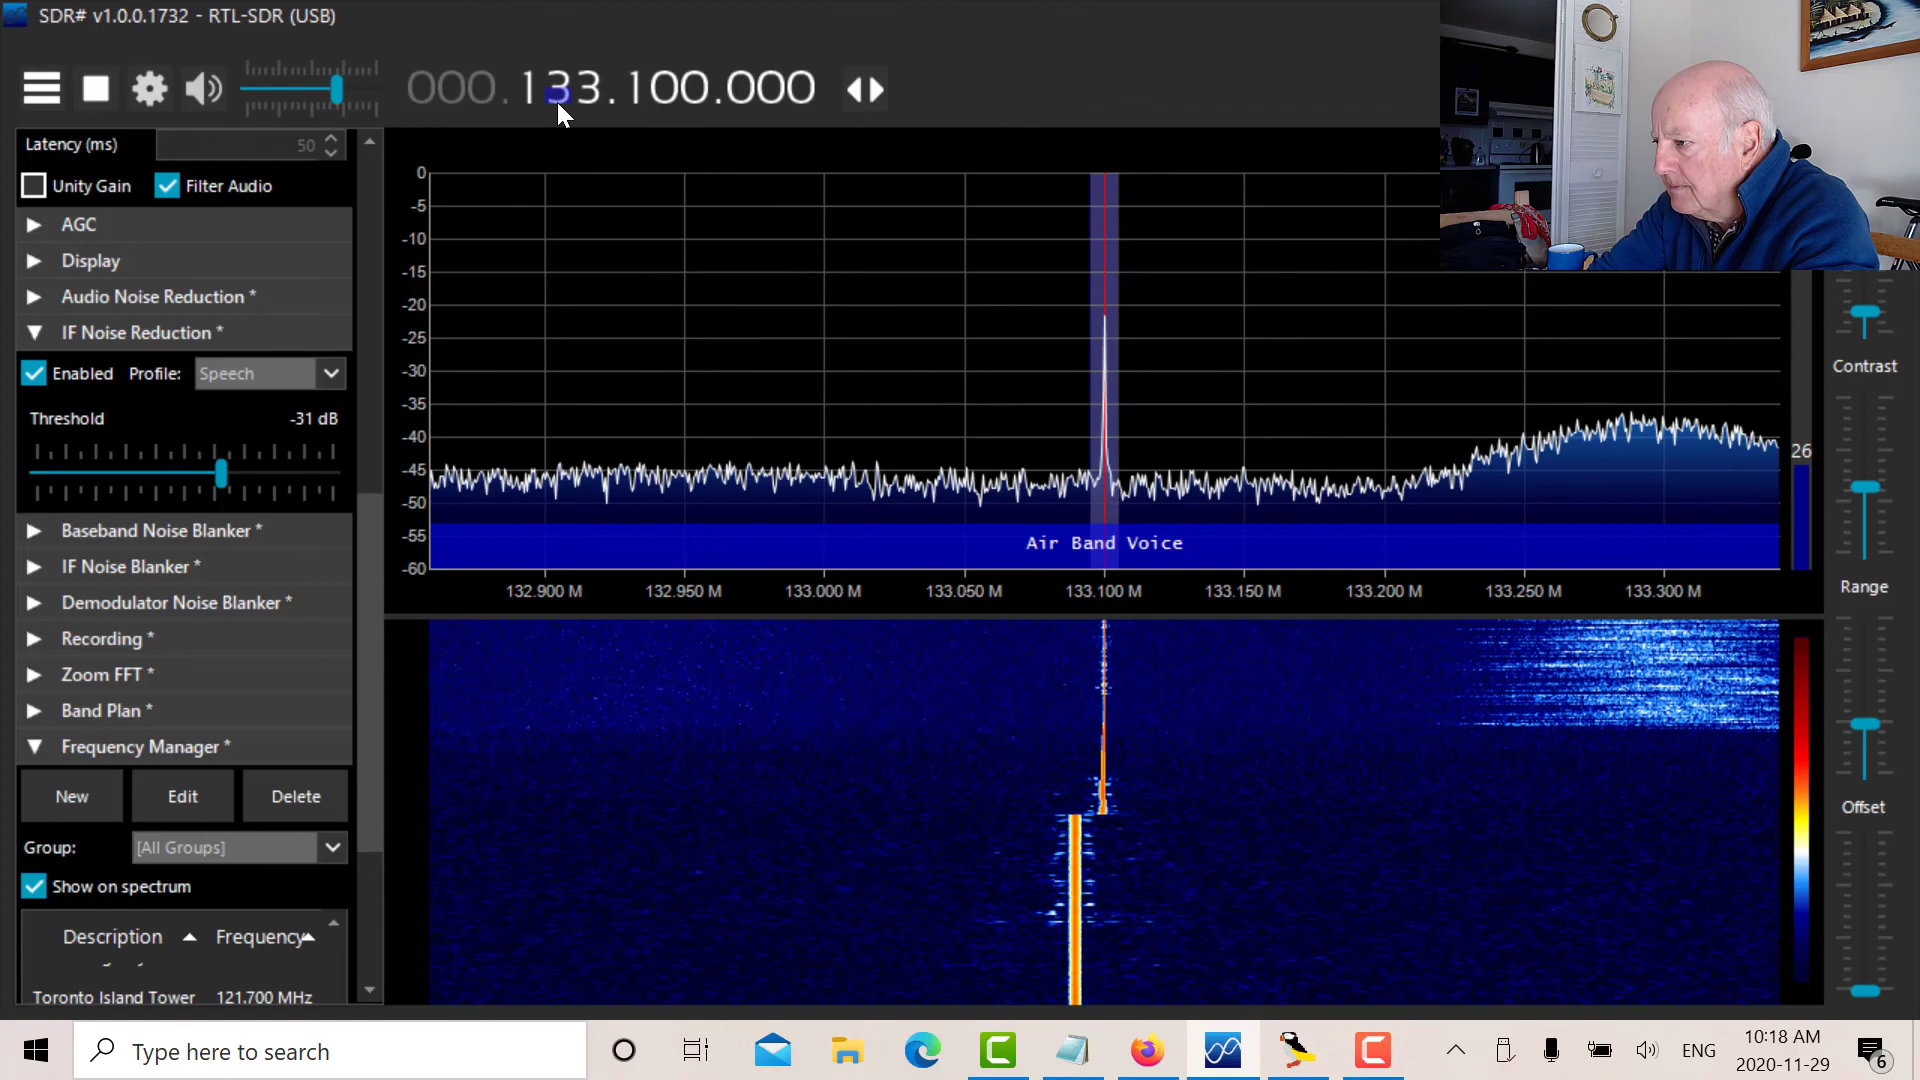 SDR# v1.0.0.1732 - RTL-SDR (USB)
000.133.100.000
Latency (ms) 50
Unity Gain Filter Audio
AGC
Display
Audio Noise Reduction *
IF Noise Reduction *
Enabled Profile: Speech
Threshold -31 dB
Baseband Noise Blanker *
IF Noise Blanker *
Demodulator Noise Blanker *
Recording *
Zoom FFT *
Band Plan *
Frequency Manager *
New Edit Delete
Group: [All Groups]
Show on spectrum
Description Frequency
Toronto Island Tower 121.700 MHz
0
-5
-10
-15
-20
-25
-30
-35
-40
-45
-50
-55
-60
Air Band Voice
132.900 M 132.950 M 133.000 M 133.050 M 133.100 M 133.150 M 133.200 M 133.250 M 133.300 M
26
Contrast
Range
Offset
Type here to search
ENG
10:18 AM
2020-11-29
6